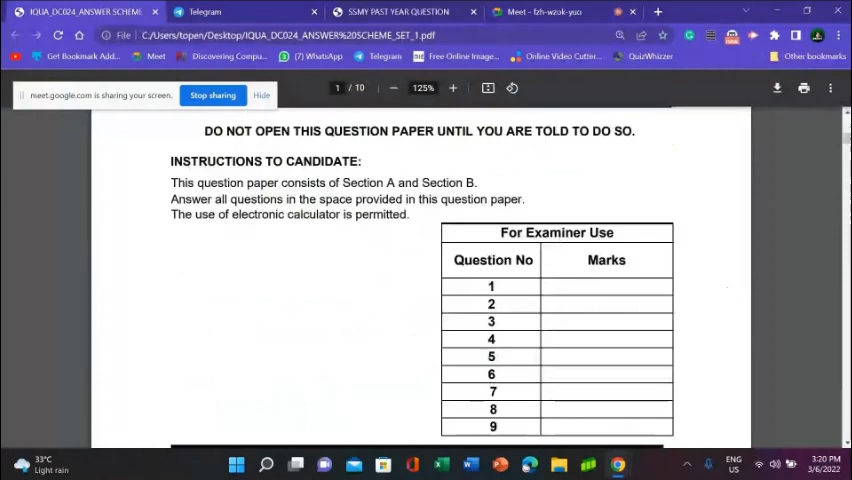 IQUA_DC024_ANSWER SCHEME
Telegram
SSMY PAST YEAR QUESTION
Meet - fzh-wzok-yuo
File
C:/Users/topen/Desktop/IQUA_DC024_ANSWER%20SCHEME_SET_1.pdf
Get Bookmark Add...
Meet
Discovering Compu...
(7) WhatsApp
Telegram
Free Online Image...
Online Video Cutter...
QuizWhizzer
Other bookmarks
meet.google.com is sharing your screen.
Stop sharing
Hide
1 / 10
125%
DO NOT OPEN THIS QUESTION PAPER UNTIL YOU ARE TOLD TO DO SO.
INSTRUCTIONS TO CANDIDATE:
This question paper consists of Section A and Section B.
Answer all questions in the space provided in this question paper.
The use of electronic calculator is permitted.
For Examiner Use
Question No Marks
1
2
3
4
5
6
7
8
9
33°C
Light rain
ENG
US
3:20 PM
3/6/2022